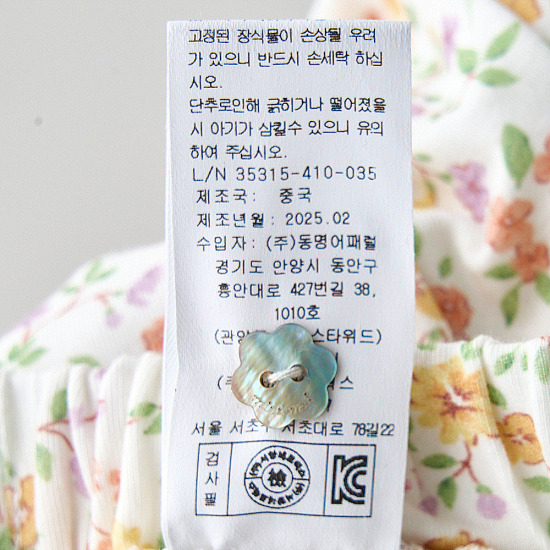 고정된 장식물이 손상될 우려
가 있으니 반드시 손세탁 하십
시오.
단추로인해 긁히거나 떨어졌을
시 아기가 삼킬수 있으니 유의
하여 주십시오.
L/N 35315-410-035
제조국: 중국
제조년월: 2025.02
수입자: (주)동명어패럴
경기도 안양시 동안구
흥안대로 427번길 38,
1010호
(관양 스타위드)
(주 스
서울 서초 서초대로 78길22
검사필
檢
KC